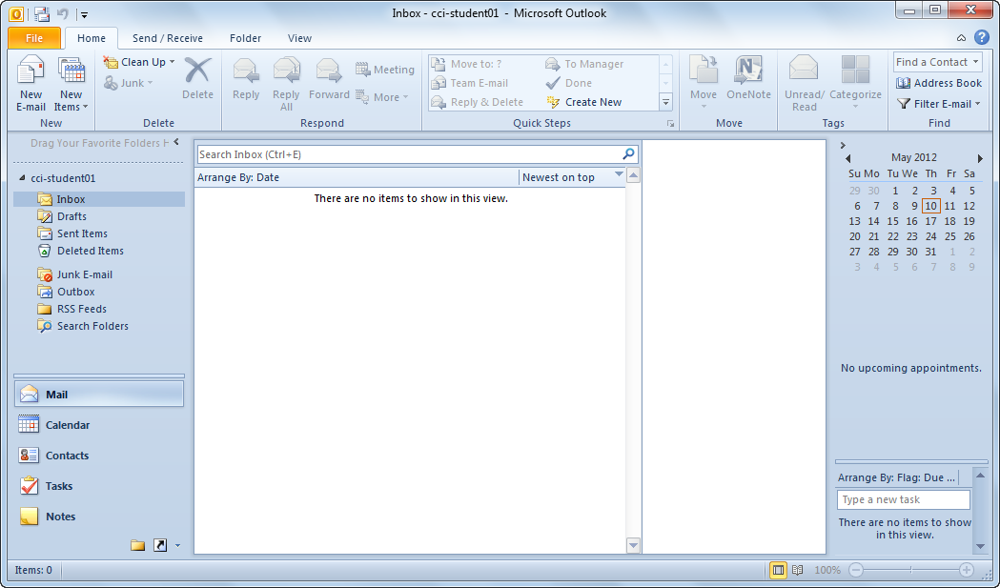 Inbox - cci-student01 - Microsoft Outlook
File Home Send / Receive Folder View
New E-mail
New Items
New
Clean Up
Junk
Delete
Delete
Reply
Reply All
Forward
Meeting
More
Respond
Move to: ?
Team E-mail
Reply & Delete
To Manager
Done
Create New
Quick Steps
Move
OneNote
Move
Unread/ Read
Categorize
Tags
Find a Contact
Address Book
Filter E-mail
Find
Drag Your Favorite Folders H
cci-student01
Inbox
Drafts
Sent Items
Deleted Items
Junk E-mail
Outbox
RSS Feeds
Search Folders
Mail
Calendar
Contacts
Tasks
Notes
Search Inbox (Ctrl+E)
Arrange By: Date Newest on top
There are no items to show in this view.
May 2012
Su Mo Tu We Th Fr Sa
29 30 1 2 3 4 5
6 7 8 9 10 11 12
13 14 15 16 17 18 19
20 21 22 23 24 25 26
27 28 29 30 31 1 2
3 4 5 6 7 8 9
No upcoming appointments.
Arrange By: Flag: Due ...
Type a new task
There are no items to show
in this view.
Items: 0
100%